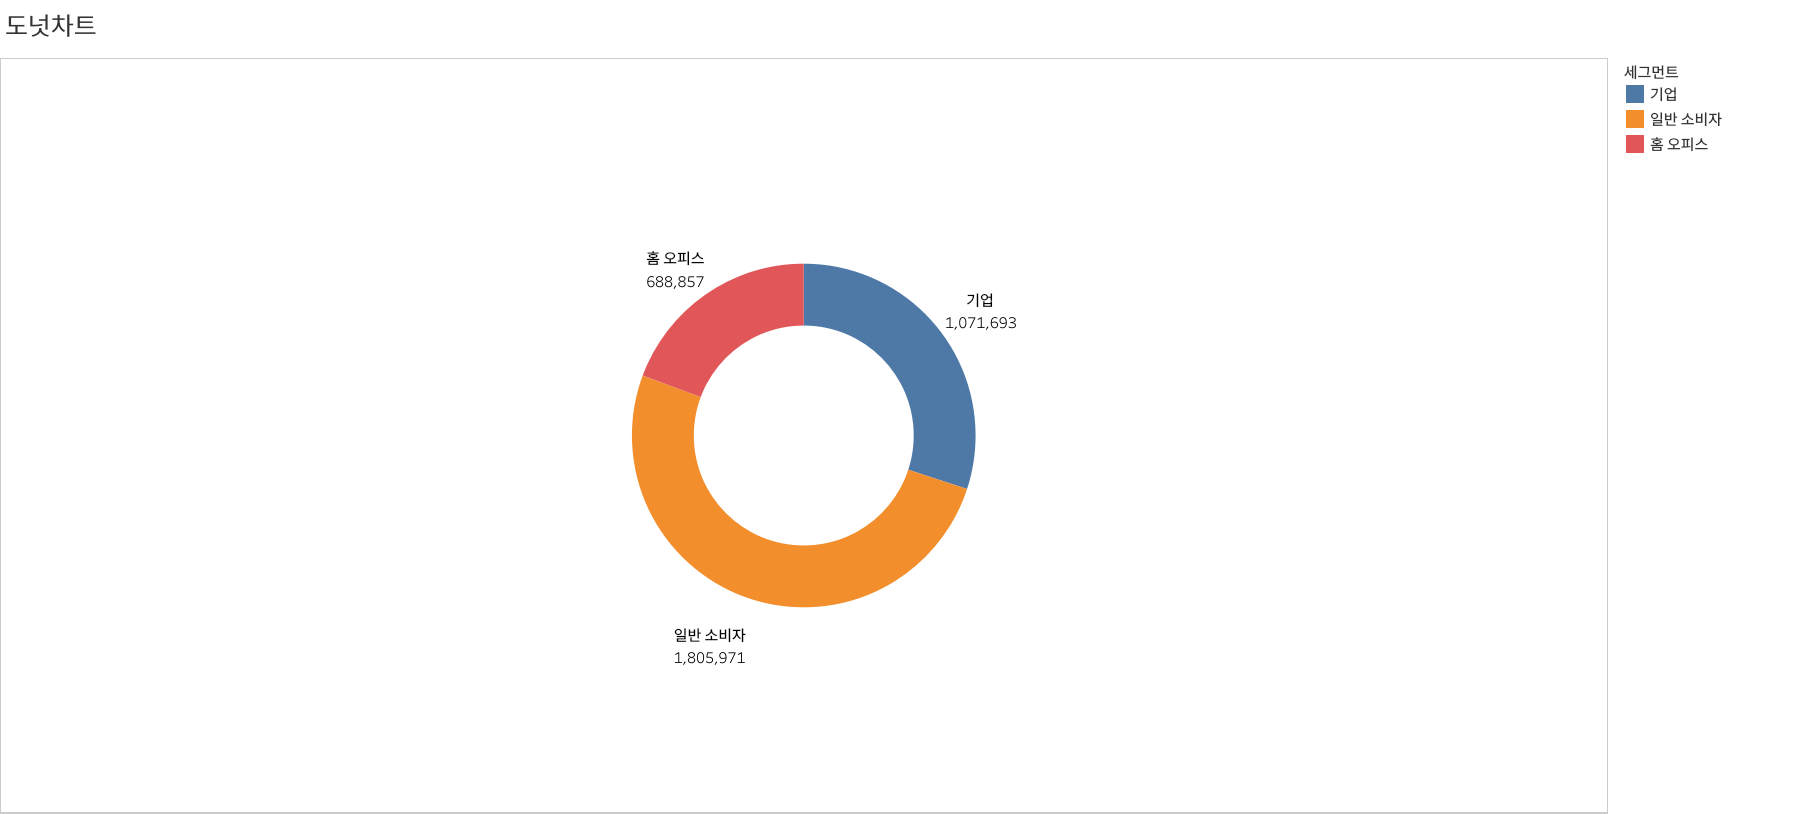 도넛차트
세그먼트
기업
일반 소비자
홈 오피스
홈 오피스
688,857
기업
1,071,693
일반 소비자
1,805,971